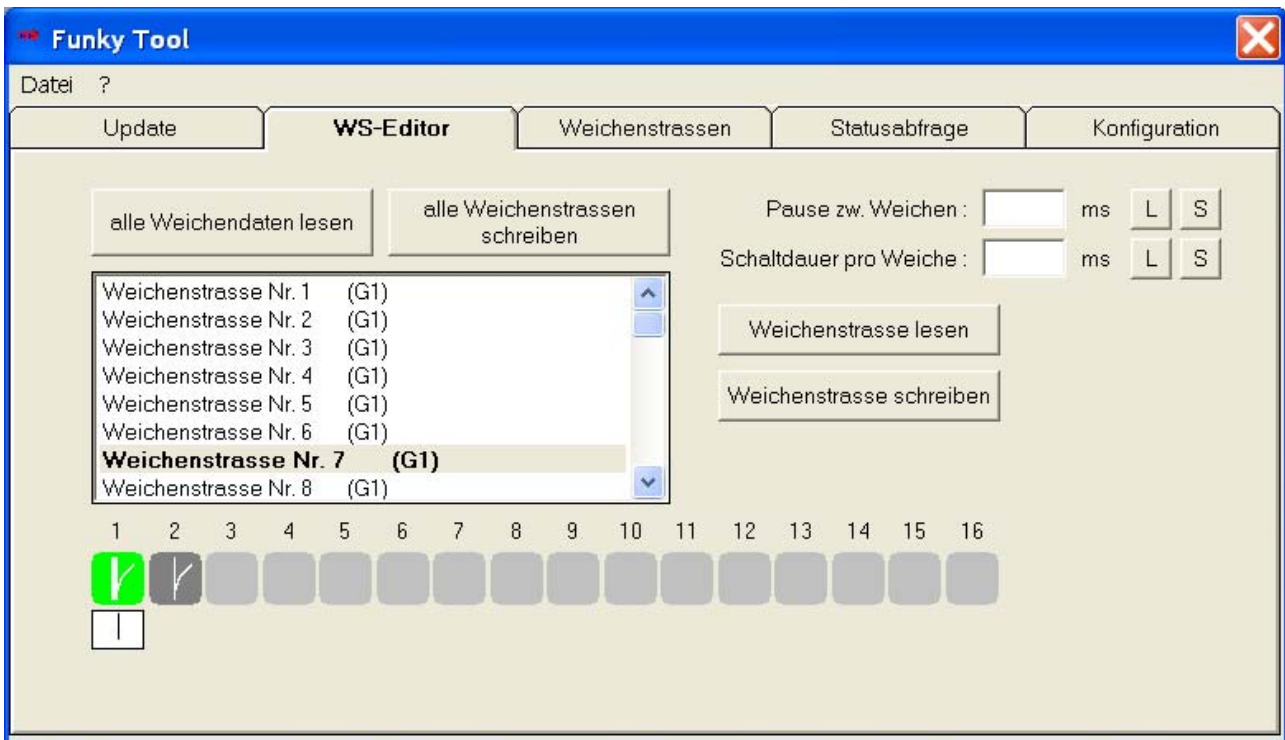 Funky Tool
Datei ?
Update WS-Editor Weichenstrassen Statusabfrage Konfiguration
alle Weichendaten lesen
alle Weichenstrassen
schreiben
Pause zw. Weichen : ms L S
Schaltdauer pro Weiche : ms L S
Weichenstrasse Nr. 1 (G1)
Weichenstrasse Nr. 2 (G1)
Weichenstrasse Nr. 3 (G1)
Weichenstrasse Nr. 4 (G1)
Weichenstrasse Nr. 5 (G1)
Weichenstrasse Nr. 6 (G1)
Weichenstrasse Nr. 7 (G1)
Weichenstrasse Nr. 8 (G1)
Weichenstrasse lesen
Weichenstrasse schreiben
1 2 3 4 5 6 7 8 9 10 11 12 13 14 15 16